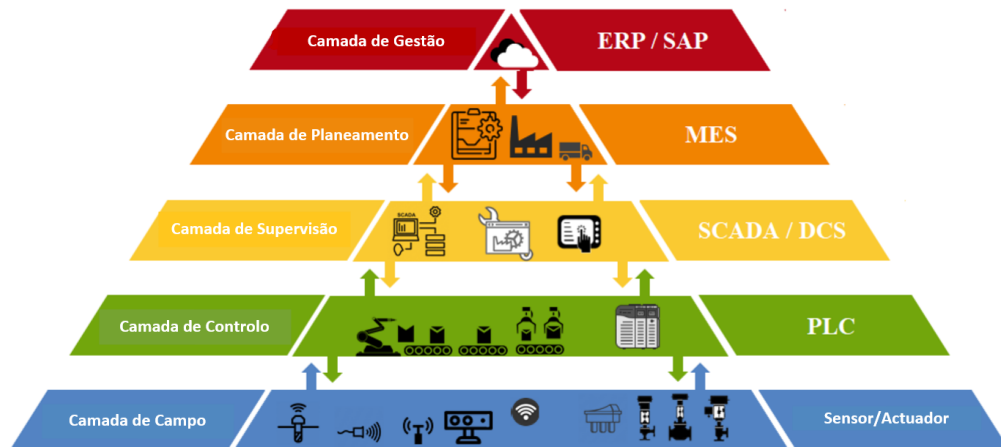 Camada de Gestão
ERP / SAP
Camada de Planeamento
MES
Camada de Supervisão
SCADA
SCADA / DCS
Camada de Controlo
PLC
Camada de Campo
Sensor/Actuador